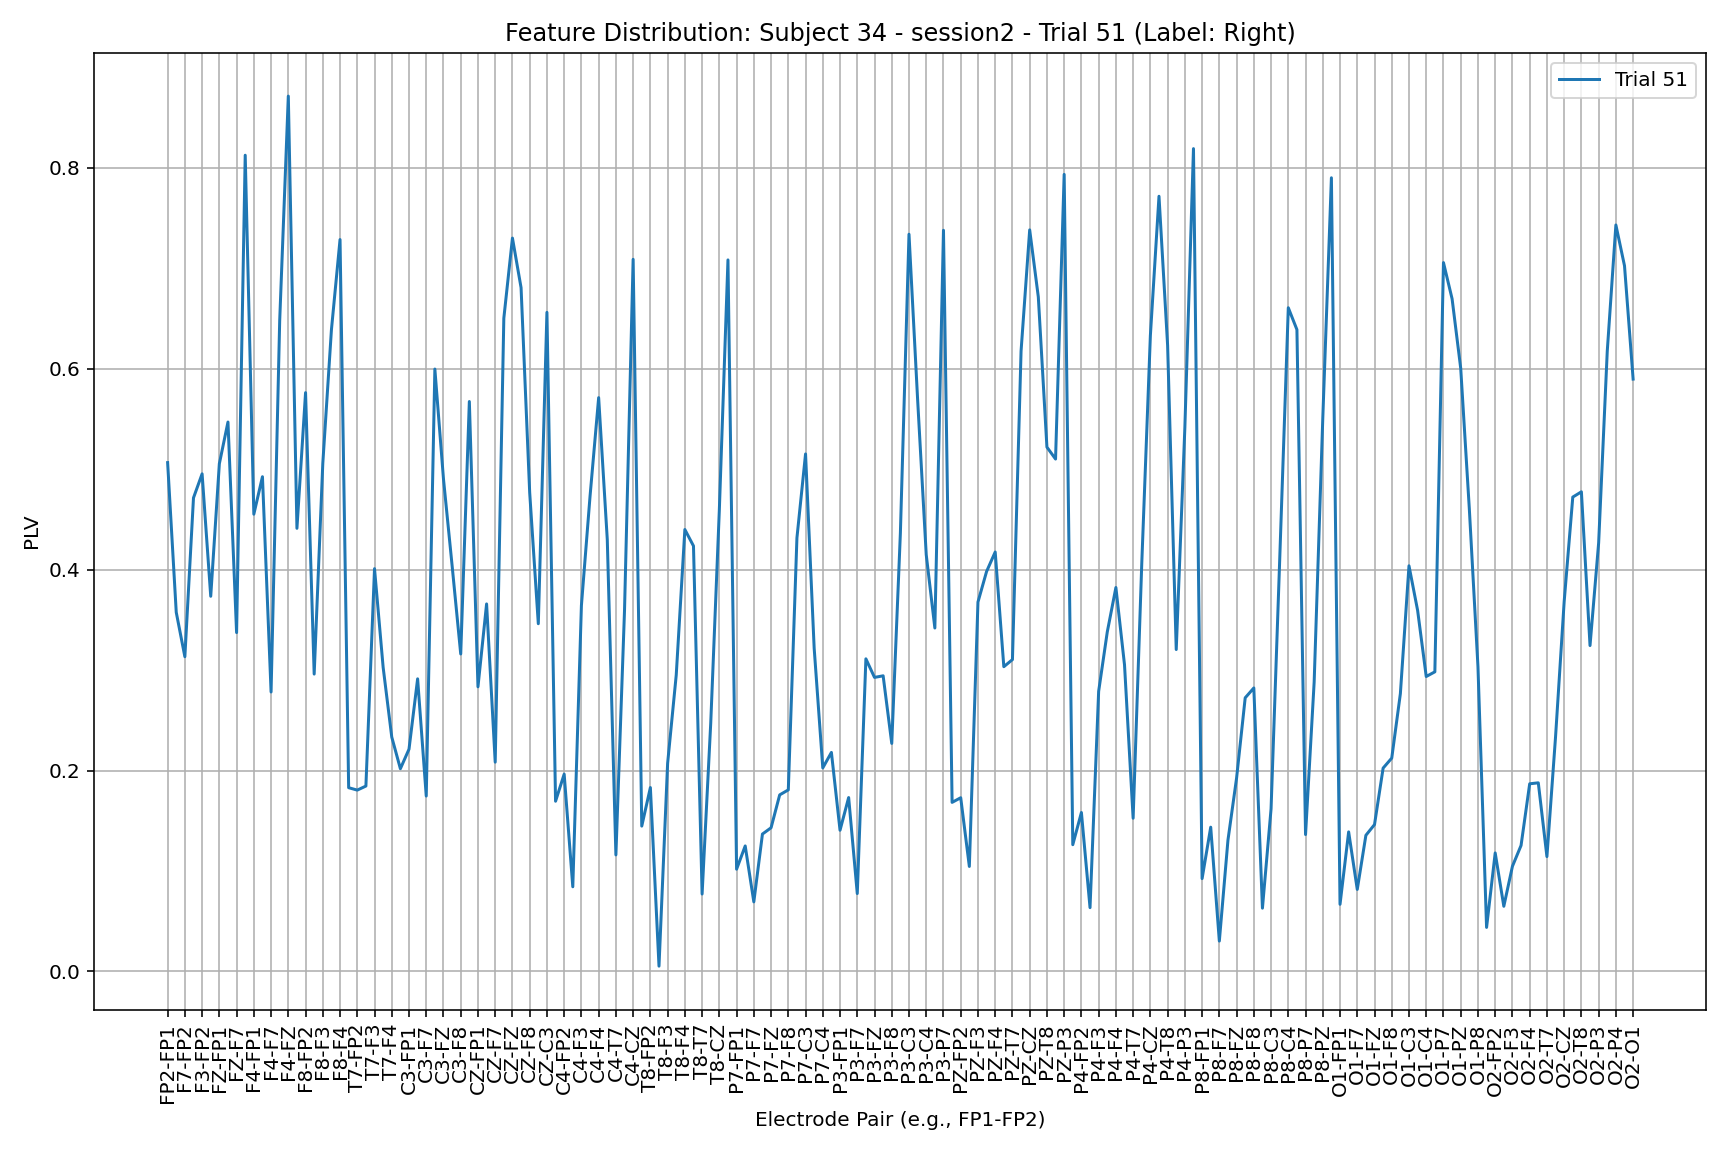 Feature Distribution: Subject 34 - session2 - Trial 51 (Label: Right)
Trial 51
PLV
0.8
0.6
0.4
0.2
0.0
FP2-FP1
F7-FP2
F3-FP2
FZ-FP1
FZ-F7
F4-FP1
F4-F7
F4-FZ
F8-FP2
F8-F3
F8-F4
T7-FP2
T7-F3
T7-F4
C3-FP1
C3-F7
C3-FZ
C3-F8
CZ-FP1
CZ-F7
CZ-FZ
CZ-F8
CZ-C3
C4-FP2
C4-F3
C4-F4
C4-T7
C4-CZ
T8-FP2
T8-F3
T8-F4
T8-T7
T8-CZ
P7-FP1
P7-F7
P7-FZ
P7-F8
P7-C3
P7-C4
P3-FP1
P3-F7
P3-FZ
P3-F8
P3-C3
P3-C4
P3-P7
PZ-FP2
PZ-F3
PZ-F4
PZ-T7
PZ-CZ
PZ-T8
PZ-P3
P4-FP2
P4-F3
P4-F4
P4-T7
P4-CZ
P4-T8
P4-P3
P8-FP1
P8-F7
P8-FZ
P8-F8
P8-C3
P8-C4
P8-P7
P8-PZ
O1-FP1
O1-F7
O1-FZ
O1-F8
O1-C3
O1-C4
O1-P7
O1-PZ
O1-P8
O2-FP2
O2-F3
O2-F4
O2-T7
O2-CZ
O2-T8
O2-P3
O2-P4
O2-O1
Electrode Pair (e.g., FP1-FP2)